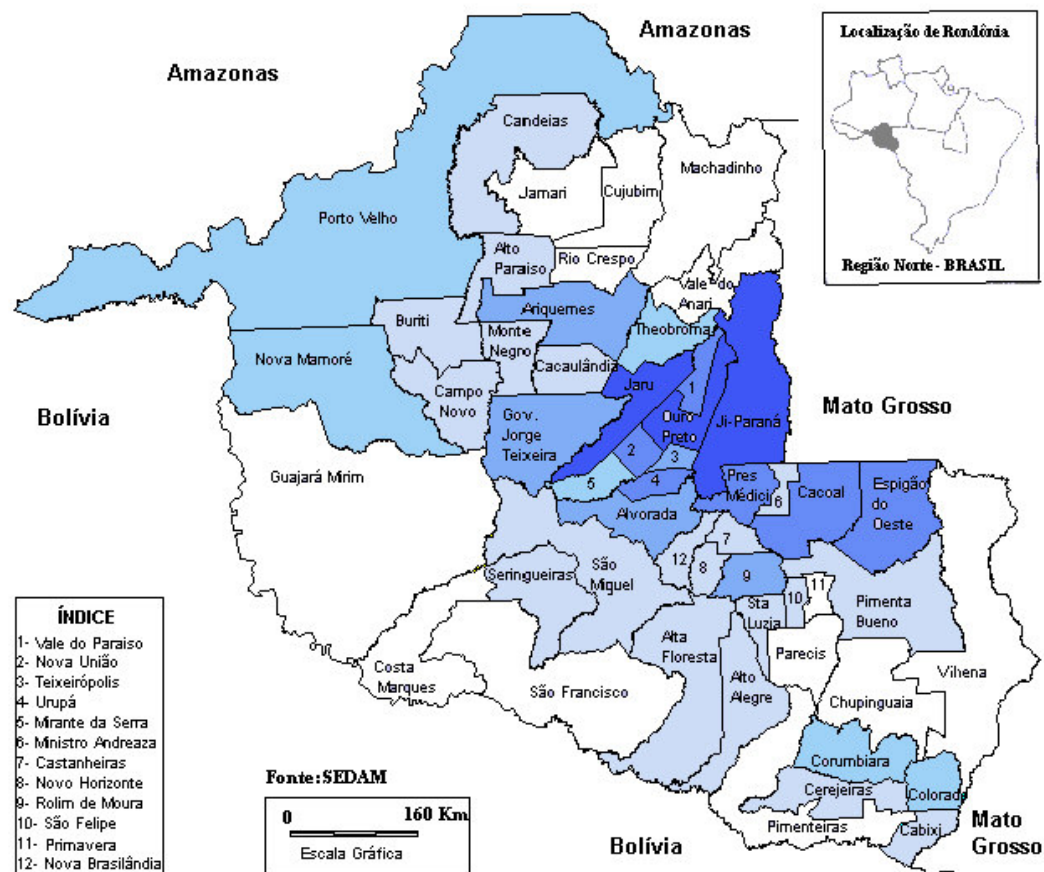 Amazonas
Amazonas
Localização de Rondônia
Região Norte - BRASIL
Candeias
Jamari
Cujubim
Machadinho
Porto Velho
Alto
Paraiso
Rio Crespo
Vale do
Anari
Ariquemes
Buriti
Monte
Negro
Theobroma
Nova Mamoré
Cacaulândia
Campo
Novo
Jaru
1
Bolívia
Gov.
Jorge
Teixeira
Ouro
Preto
Ji-Paraná
Mato Grosso
2
3
4
5
Guajará Mirim
Pres
Médici
6
Cacoal
Espigão
do
Oeste
Alvorada
7
12
8
9
Seringueiras
São
Miquel
10
11
Sta
Luzia
Pimenta
Bueno
Alta
Floresta
Parecis
Vihena
Costa
Marques
São Francisco
Alto
Alegre
Chupinguaia
Corumbiara
Cerejeiras
Colorado
Pimenteiras
Cabixi
Bolívia
Mato
Grosso
ÍNDICE
1- Vale do Paraiso
2- Nova União
3- Teixeirópolis
4- Urupá
5- Mirante da Serra
6- Ministro Andreaza
7- Castanheiras
8- Novo Horizonte
9- Rolim de Moura
10- São Felipe
11- Primavera
12- Nova Brasilândia
Fonte:SEDAM
0 160 Km
Escala Gráfica